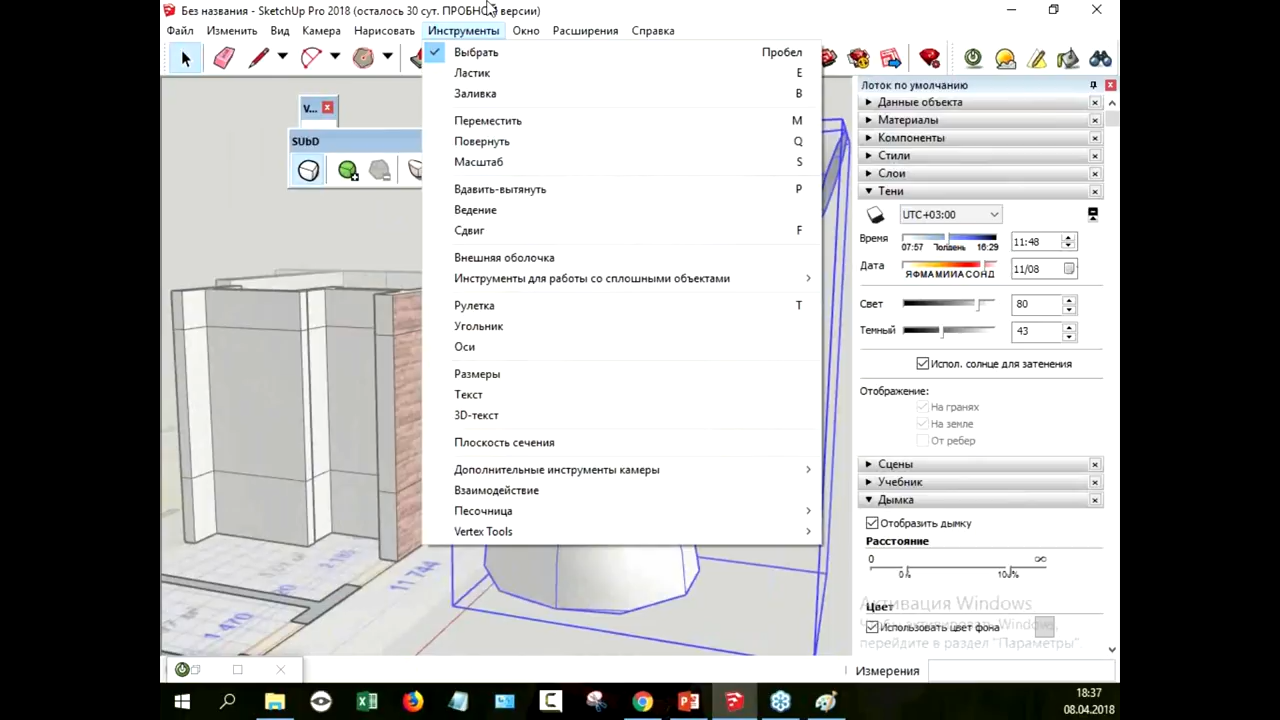 Без названия - SketchUp Pro 2018 (осталось 30 сут. ПРОБНОЙ версии)
Файл Изменить Вид Камера Нарисовать Инструменты Окно Расширения Справка
V...
SUbD
Выбрать Пробел
Ластик E
Заливка B
Переместить M
Повернуть Q
Масштаб S
Вдавить-вытянуть P
Ведение
Сдвиг F
Внешняя оболочка
Инструменты для работы со сплошными объектами
Рулетка T
Угольник
Оси
Размеры
Текст
3D-текст
Плоскость сечения
Дополнительные инструменты камеры
Взаимодействие
Песочница
Vertex Tools
Лоток по умолчанию
Данные объекта
Материалы
Компоненты
Стили
Слои
Тени
UTC+03:00
Время 07:57 Полдень 16:29 11:48
Дата ЯФМАМИИАСОНД 11/08
Свет 80
Темный 43
Испол. солнце для затенения
Отображение:
На гранях
На земле
От ребер
Сцены
Учебник
Дымка
Отобразить дымку
Расстояние
0 ∞
0% 100%
Цвет
Использовать цвет фона
Активация Windows
перейдите в раздел "Параметры".
Измерения
11.744
1.470
2.180
18:37
08.04.2018